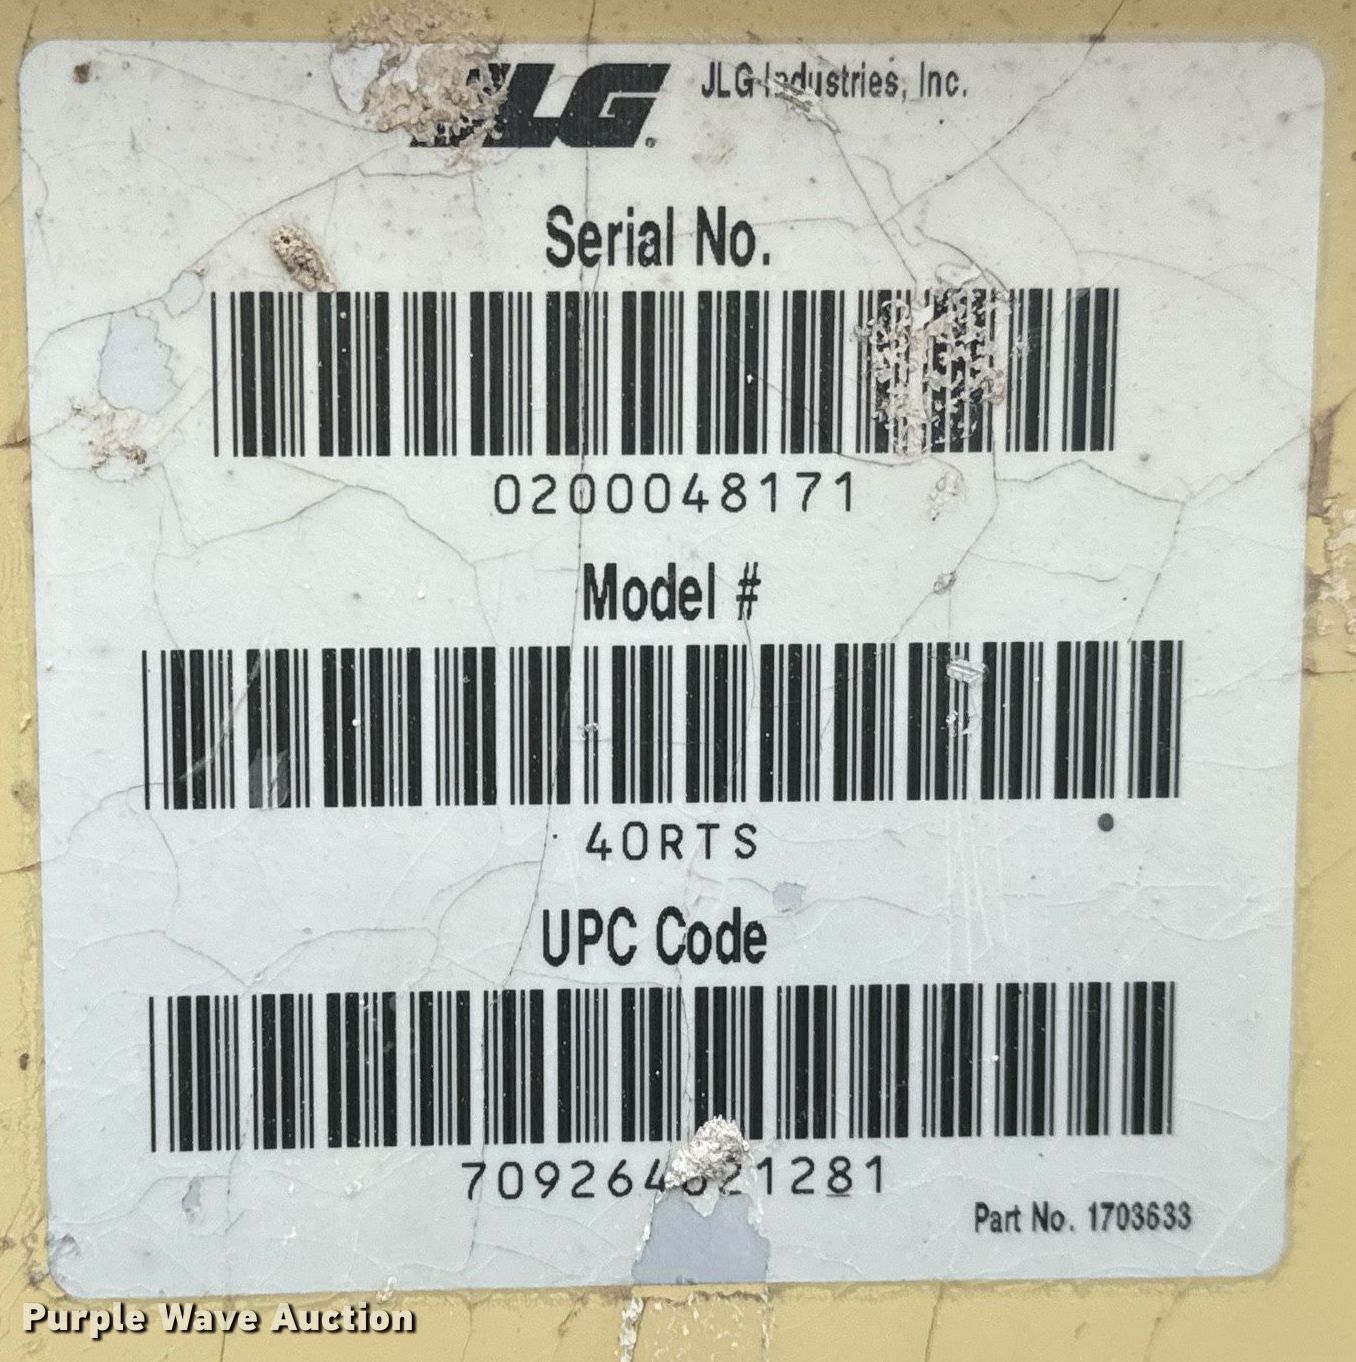 JLG
JLG Industries, Inc.
Serial No.
0200048171
Model #
40RTS
UPC Code
Part No. 1703633
Purple Wave Auction